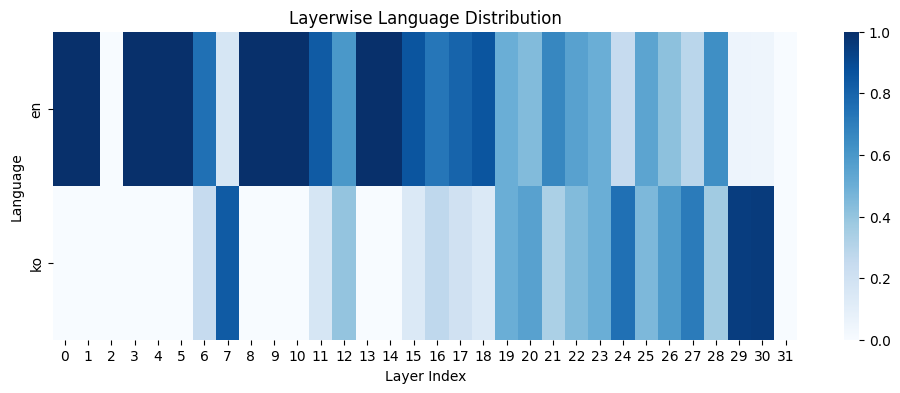 Layerwise Language Distribution
en
ko
Language
0 1 2 3 4 5 6 7 8 9 10 11 12 13 14 15 16 17 18 19 20 21 22 23 24 25 26 27 28 29 30 31
Layer Index
1.0
0.8
0.6
0.4
0.2
0.0